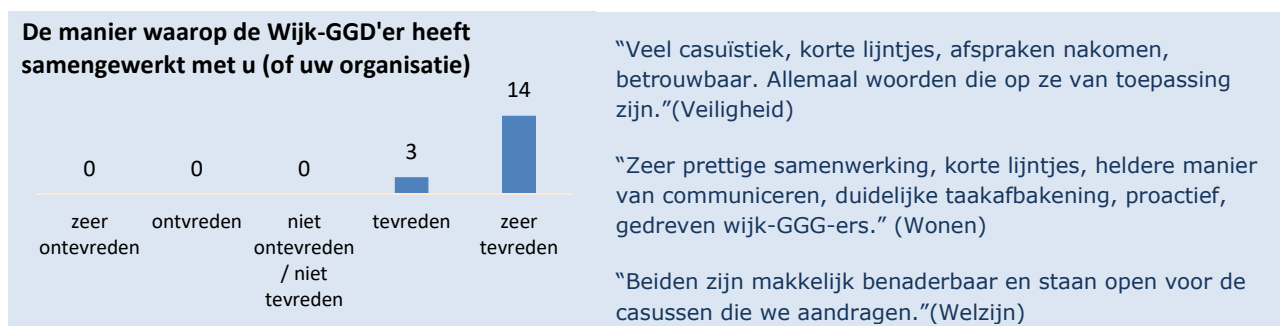 De manier waarop de Wijk-GGD'er heeft
samengewerkt met u (of uw organisatie)
14
3
0
0
0
zeer
ontevreden
ontvreden
niet
ontevreden
/ niet
tevreden
tevreden
zeer
tevreden
“Veel casuïstiek, korte lijntjes, afspraken nakomen,
betrouwbaar. Allemaal woorden die op ze van toepassing
zijn.”(Veiligheid)
“Zeer prettige samenwerking, korte lijntjes, heldere manier
van communiceren, duidelijke taakafbakening, proactief,
gedreven wijk-GGG-ers.” (Wonen)
“Beiden zijn makkelijk benaderbaar en staan open voor de
casussen die we aandragen.”(Welzijn)